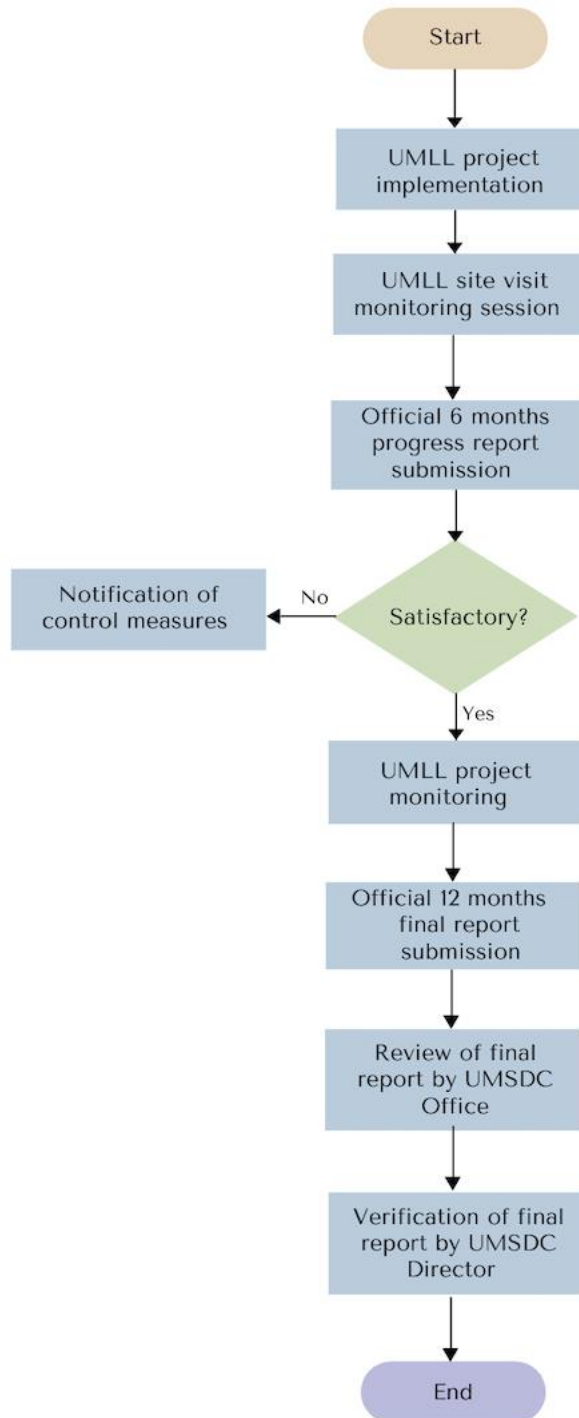 Start
UMLL project
implementation
UMLL site visit
monitoring session
Official 6 months
progress report
submission
Satisfactory?
No
Notification of
control measures
Yes
UMLL project
monitoring
Official 12 months
final report
submission
Review of final
report by UMSDC
Office
Verification of final
report by UMSDC
Director
End